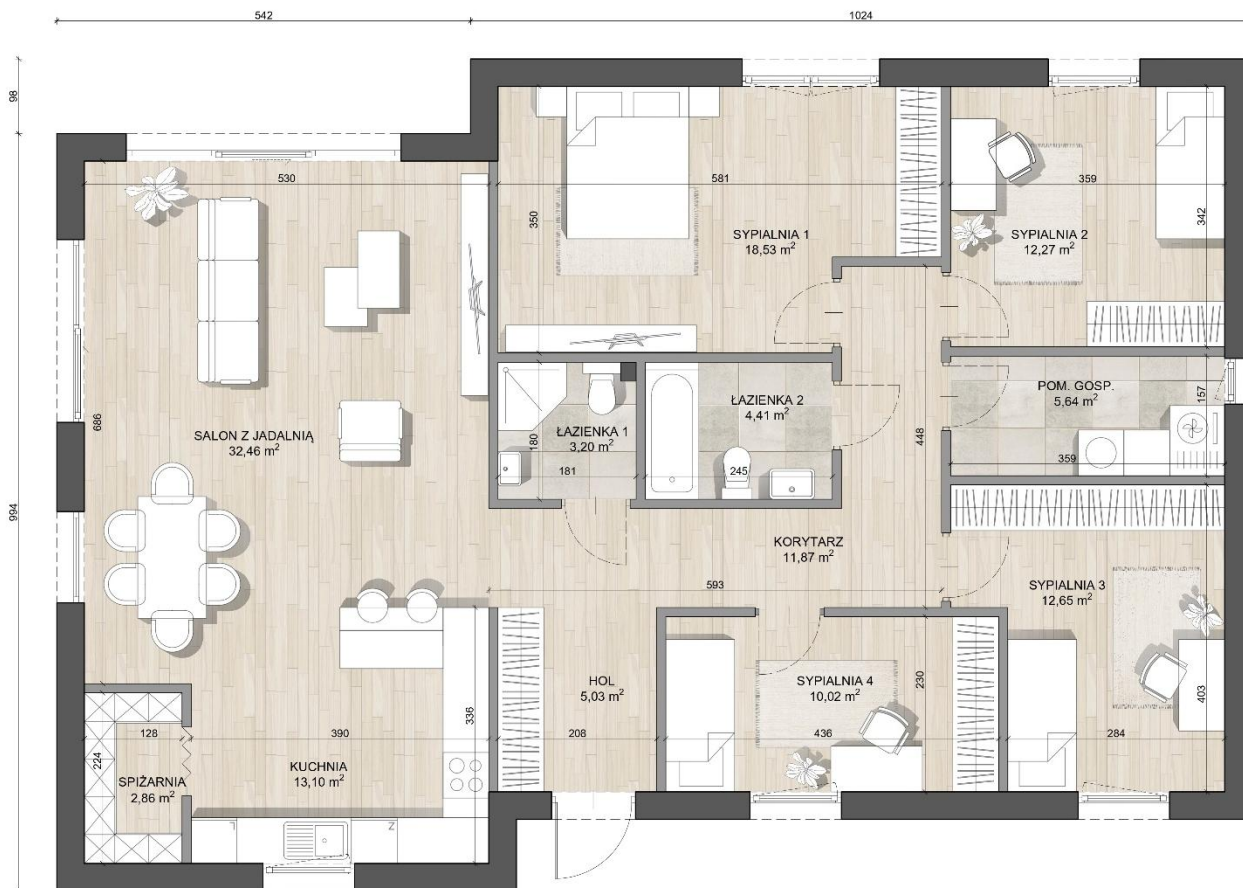 542
1024
98
530
581
359
350
342
SYPIALNIA 1
18,53 m²
SYPIALNIA 2
12,27 m²
686
SALON Z JADALNIĄ
32,46 m²
ŁAZIENKA 1
3,20 m²
180
181
ŁAZIENKA 2
4,41 m²
245
448
POM. GOSP.
5,64 m²
157
359
994
KORYTARZ
11,87 m²
593
SYPIALNIA 3
12,65 m²
HOL
5,03 m²
208
SYPIALNIA 4
10,02 m²
230
436
403
284
336
128
390
224
SPIŻARNIA
2,86 m²
KUCHNIA
13,10 m²
L
Z